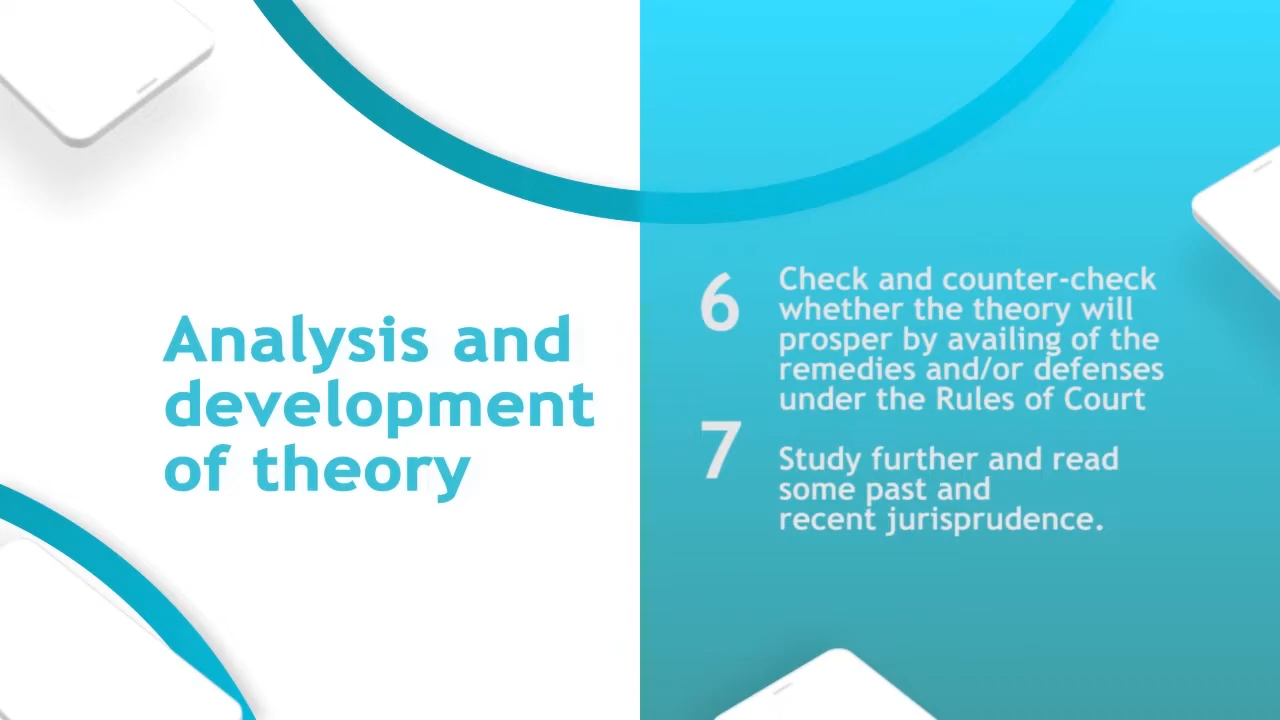 Analysis and
development
of theory
6
Check and counter-check
whether the theory will
prosper by availing of the
remedies and/or defenses
under the Rules of Court
7
Study further and read
some past and
recent jurisprudence.